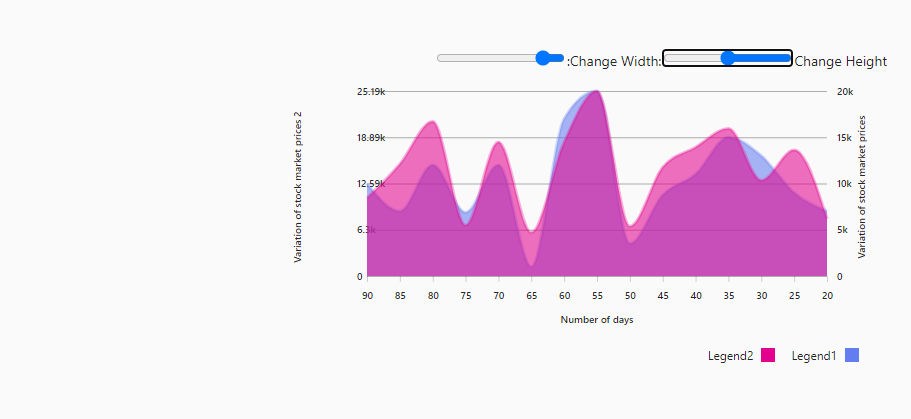 :Change Width:
Change Height
25.19k
18.89k
12.59k
6.3k
0
Variation of stock market prices 2
20k
15k
10k
5k
0
Variation of stock market prices
90 85 80 75 70 65 60 55 50 45 40 35 30 25 20
Number of days
Legend2 Legend1